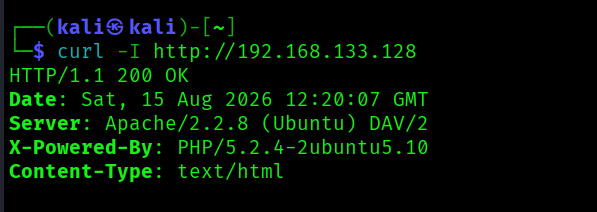 ┌──(kali㉿kali)-[~]
└─$ curl -I http://192.168.133.128
HTTP/1.1 200 OK
Date: Sat, 15 Aug 2026 12:20:07 GMT
Server: Apache/2.2.8 (Ubuntu) DAV/2
X-Powered-By: PHP/5.2.4-2ubuntu5.10
Content-Type: text/html